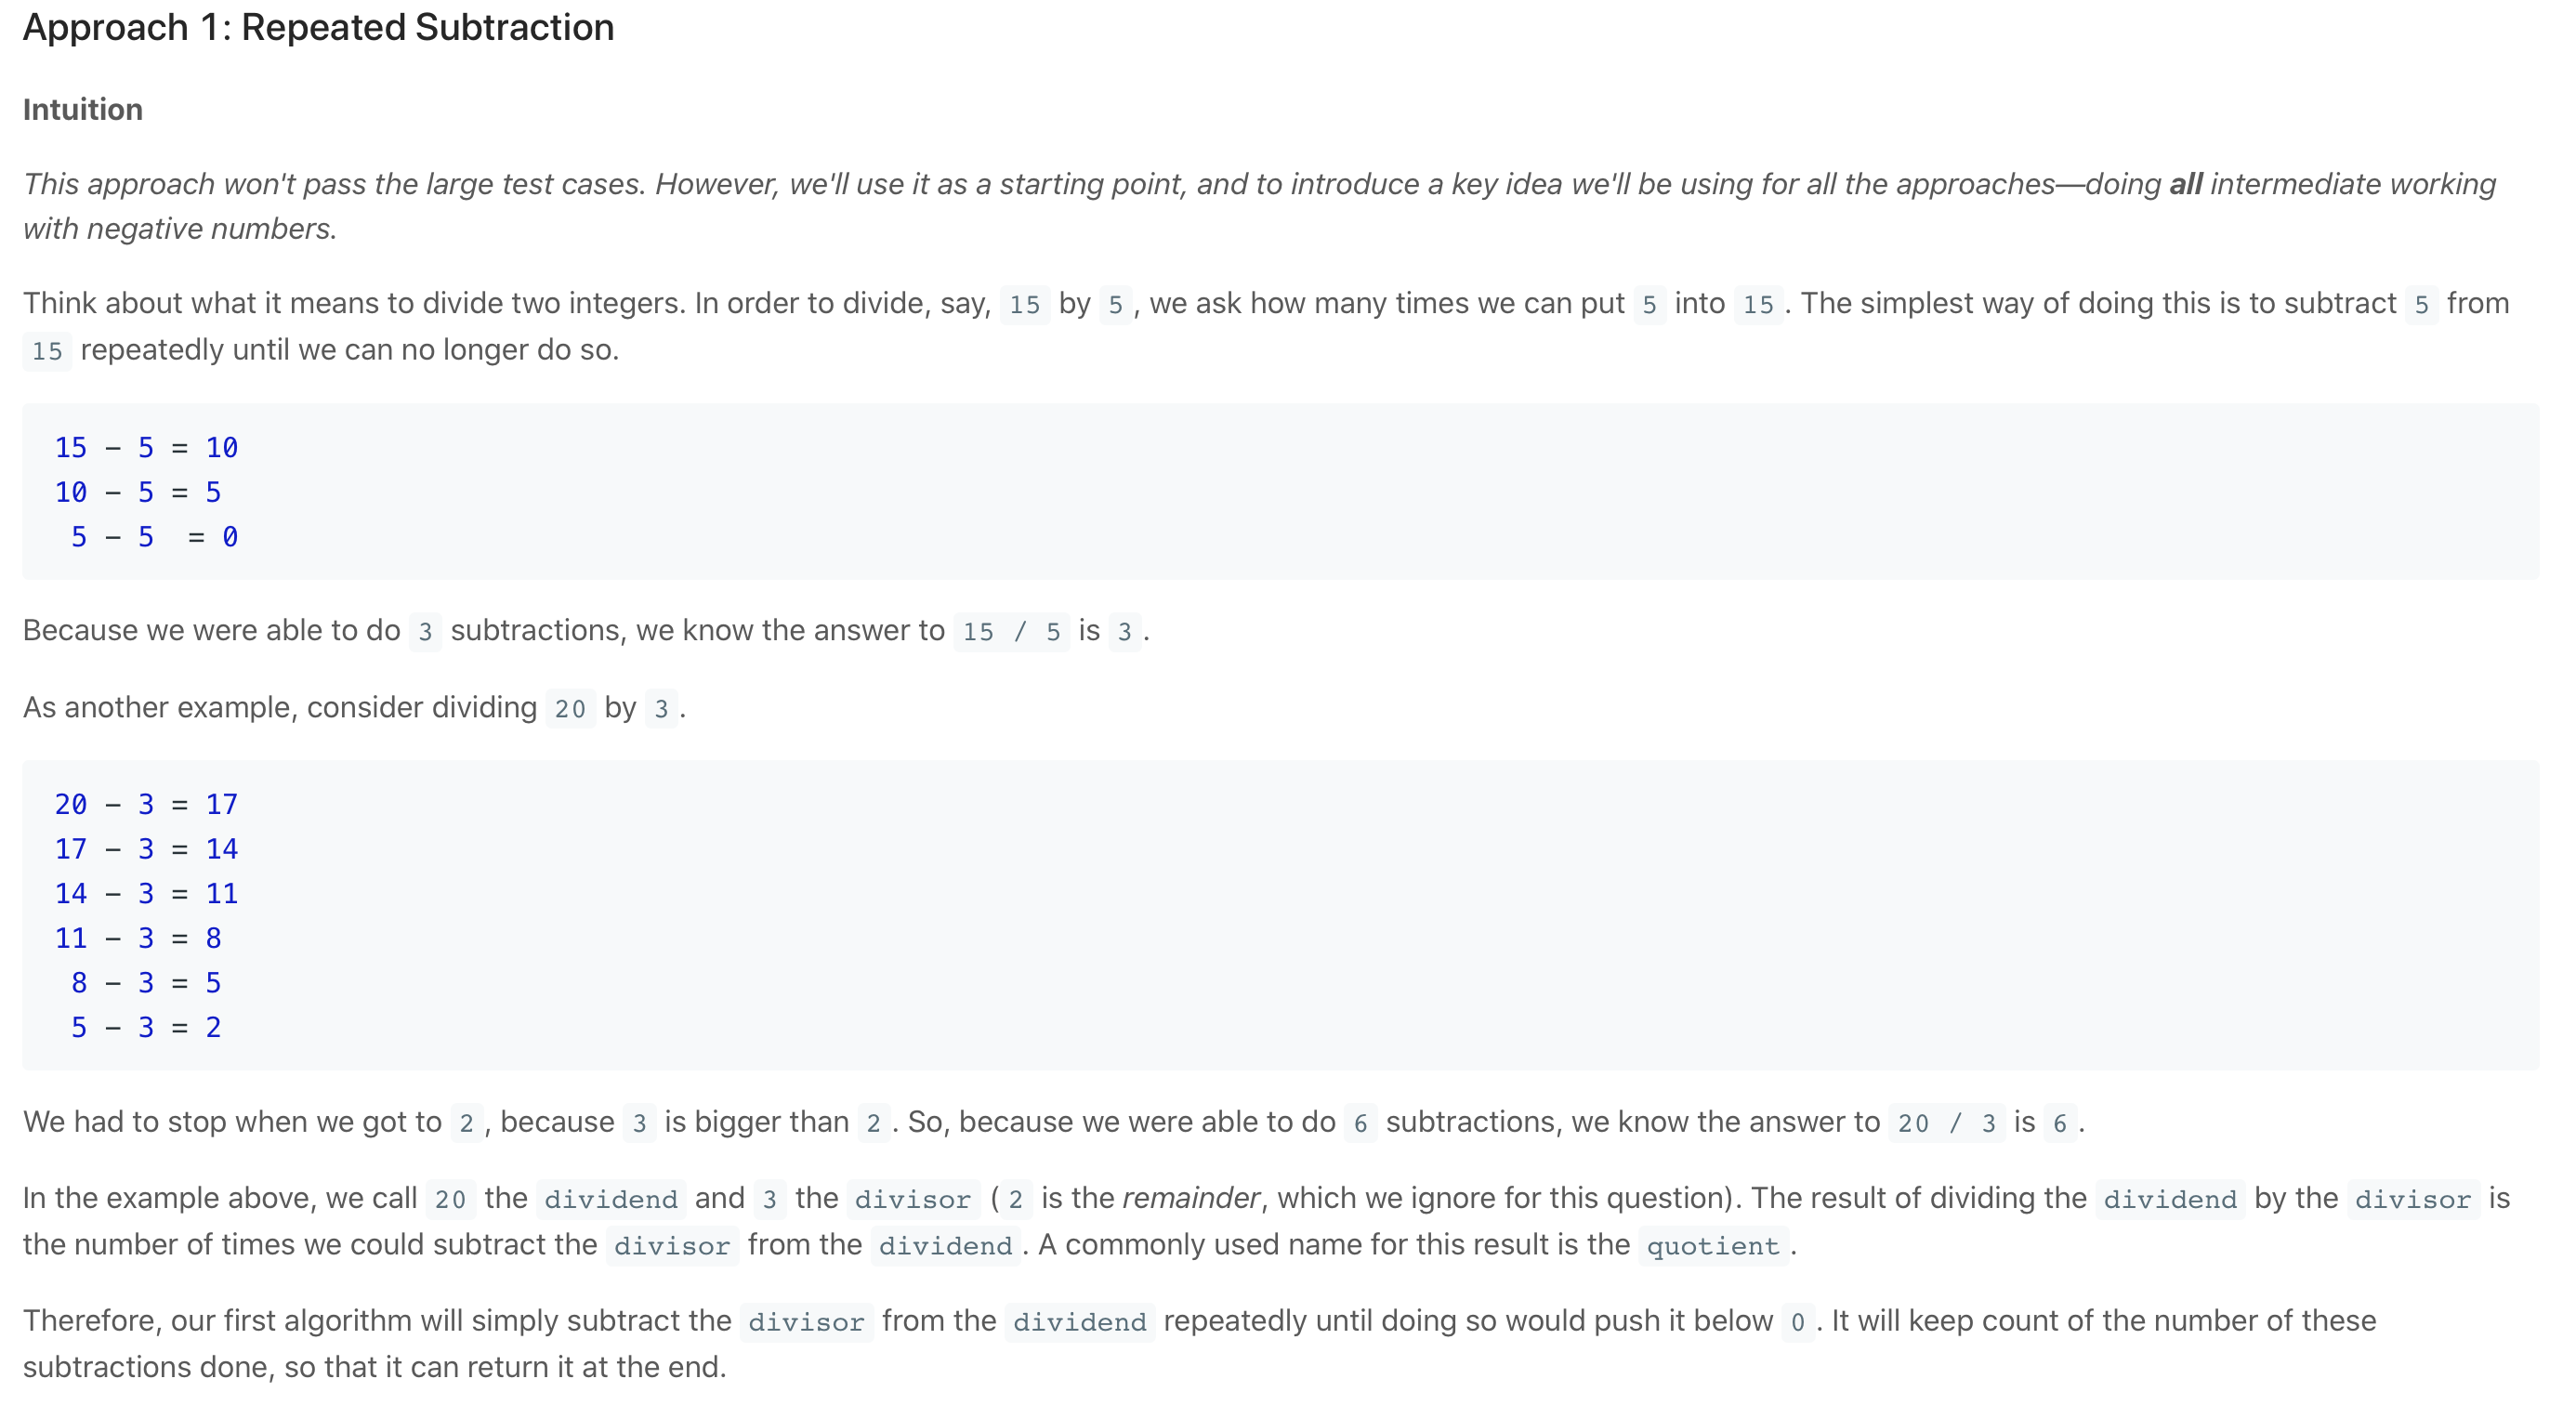 Approach 1: Repeated Subtraction
Intuition
This approach won't pass the large test cases. However, we'll use it as a starting point, and to introduce a key idea we'll be using for all the approaches—doing all intermediate working
with negative numbers.
Think about what it means to divide two integers. In order to divide, say, 15 by 5, we ask how many times we can put 5 into 15. The simplest way of doing this is to subtract 5 from
15 repeatedly until we can no longer do so.
15 - 5 = 10
10 - 5 = 5
5 - 5  = 0
Because we were able to do 3 subtractions, we know the answer to 15 / 5 is 3.
As another example, consider dividing 20 by 3.
20 - 3 = 17
17 - 3 = 14
14 - 3 = 11
11 - 3 = 8
8 - 3 = 5
5 - 3 = 2
We had to stop when we got to 2, because 3 is bigger than 2. So, because we were able to do 6 subtractions, we know the answer to 20 / 3 is 6.
In the example above, we call 20 the dividend and 3 the divisor (2 is the remainder, which we ignore for this question). The result of dividing the dividend by the divisor is
the number of times we could subtract the divisor from the dividend. A commonly used name for this result is the quotient.
Therefore, our first algorithm will simply subtract the divisor from the dividend repeatedly until doing so would push it below 0. It will keep count of the number of these
subtractions done, so that it can return it at the end.